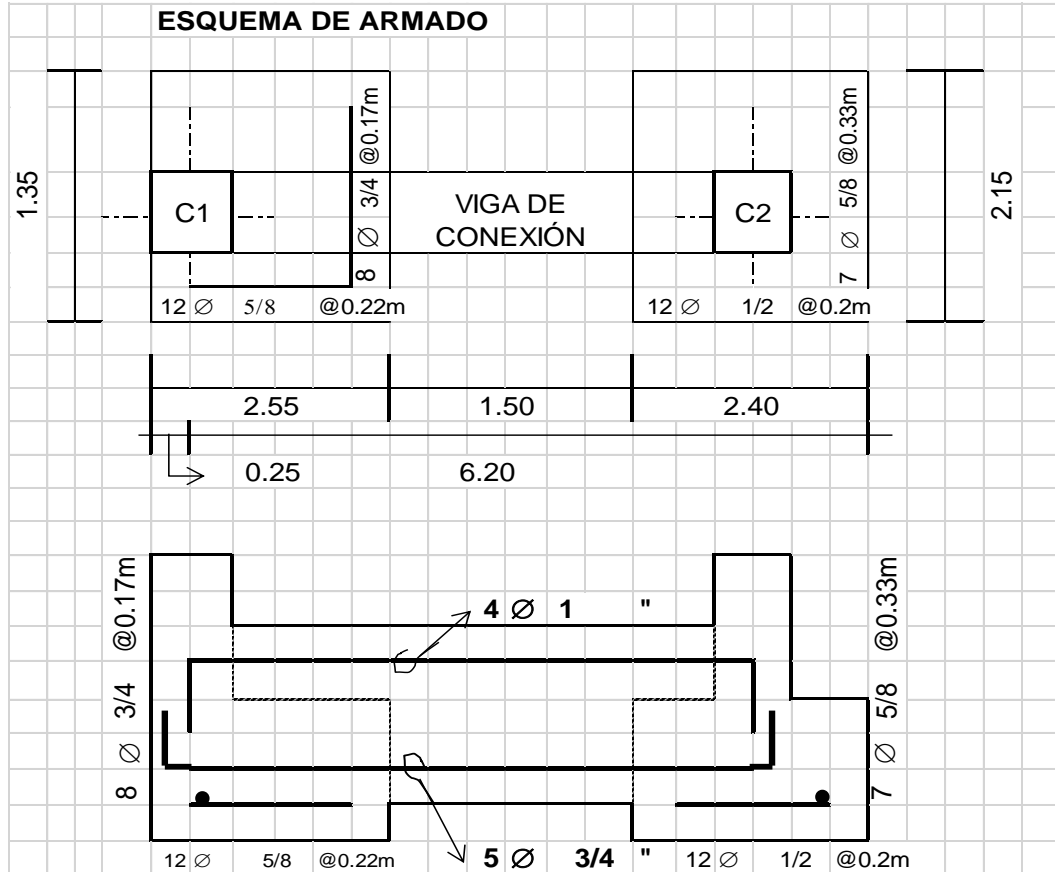 ESQUEMA DE ARMADO
1.35
C1
8 ∅ 3/4 @0.17m
12 ∅ 5/8 @0.22m
VIGA DE
CONEXIÓN
C2
7 ∅ 5/8 @0.33m
12 ∅ 1/2 @0.2m
2.15
2.55 1.50 2.40
0.25 6.20
8 ∅ 3/4 @0.17m
4 ∅ 1 "
7 ∅ 5/8 @0.33m
12 ∅ 5/8 @0.22m
5 ∅ 3/4 "
12 ∅ 1/2 @0.2m